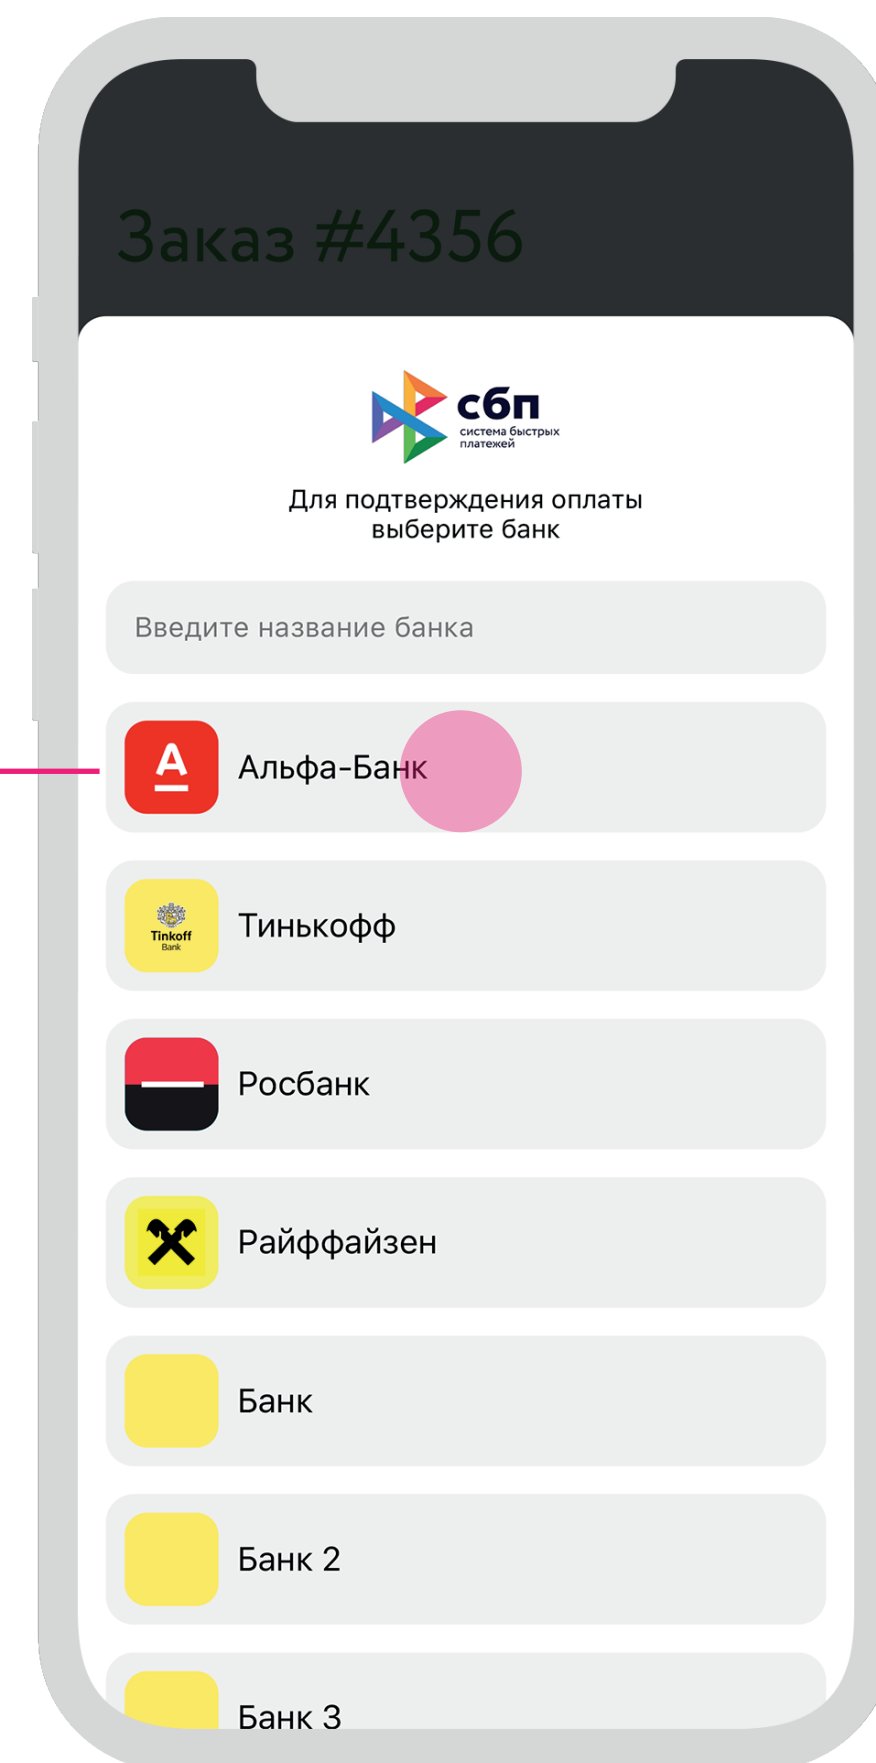 Заказ #4356
сбп
система быстрых
платежей
Для подтверждения оплаты
выберите банк
Введите название банка
А
Альфа-Банк
Tinkoff
Bank
Тинькофф
Росбанк
Райффайзен
Банк
Банк 2
Банк 3